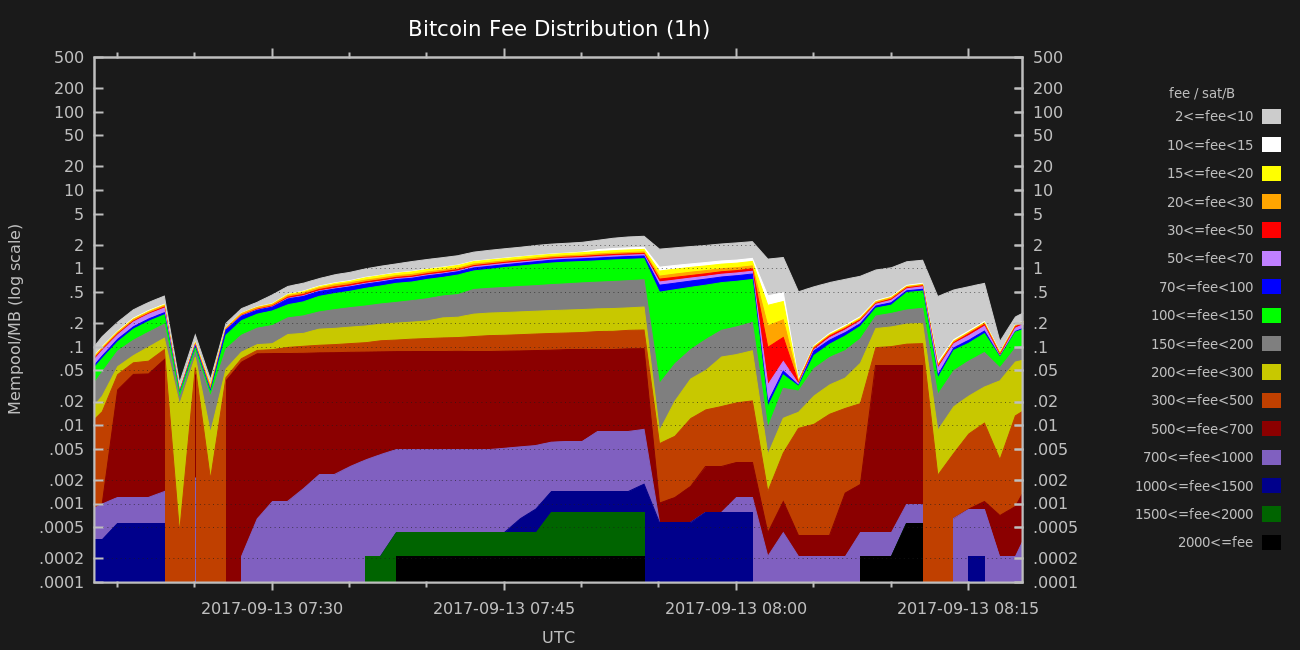 Bitcoin Fee Distribution (1h)
500 500
200 200
100 100
50 50
20 20
10 10
5 5
2 2
1 1
.5 .5
.2 .2
.1 .1
.05 .05
.02 .02
.01 .01
.005 .005
.002 .002
.001 .001
.0005 .0005
.0002 .0002
.0001 .0001
Mempool/MB (log scale)
2017-09-13 07:30 2017-09-13 07:45 2017-09-13 08:00 2017-09-13 08:15
UTC
fee / sat/B
2<=fee<10
10<=fee<15
15<=fee<20
20<=fee<30
30<=fee<50
50<=fee<70
70<=fee<100
100<=fee<150
150<=fee<200
200<=fee<300
300<=fee<500
500<=fee<700
700<=fee<1000
1000<=fee<1500
1500<=fee<2000
2000<=fee